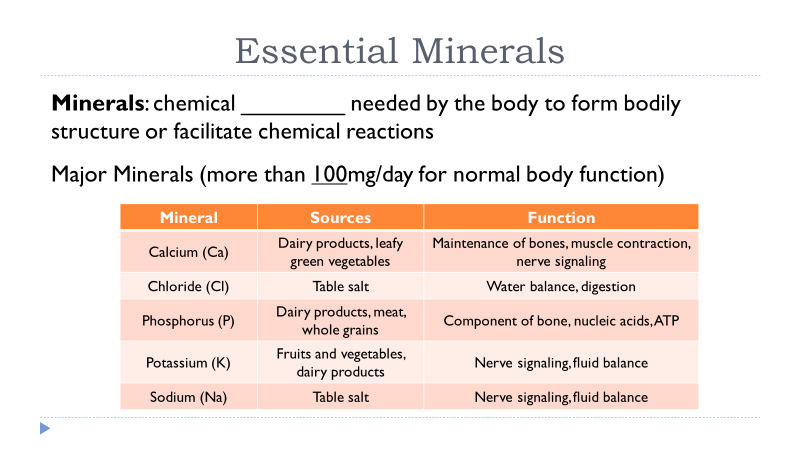 Essential Minerals
Minerals: chemical _________ needed by the body to form bodily
structure or facilitate chemical reactions
Major Minerals (more than 100mg/day for normal body function)
Mineral Sources Function
Calcium (Ca) Dairy products, leafy green vegetables Maintenance of bones, muscle contraction, nerve signaling
Chloride (Cl) Table salt Water balance, digestion
Phosphorus (P) Dairy products, meat, whole grains Component of bone, nucleic acids, ATP
Potassium (K) Fruits and vegetables, dairy products Nerve signaling, fluid balance
Sodium (Na) Table salt Nerve signaling, fluid balance